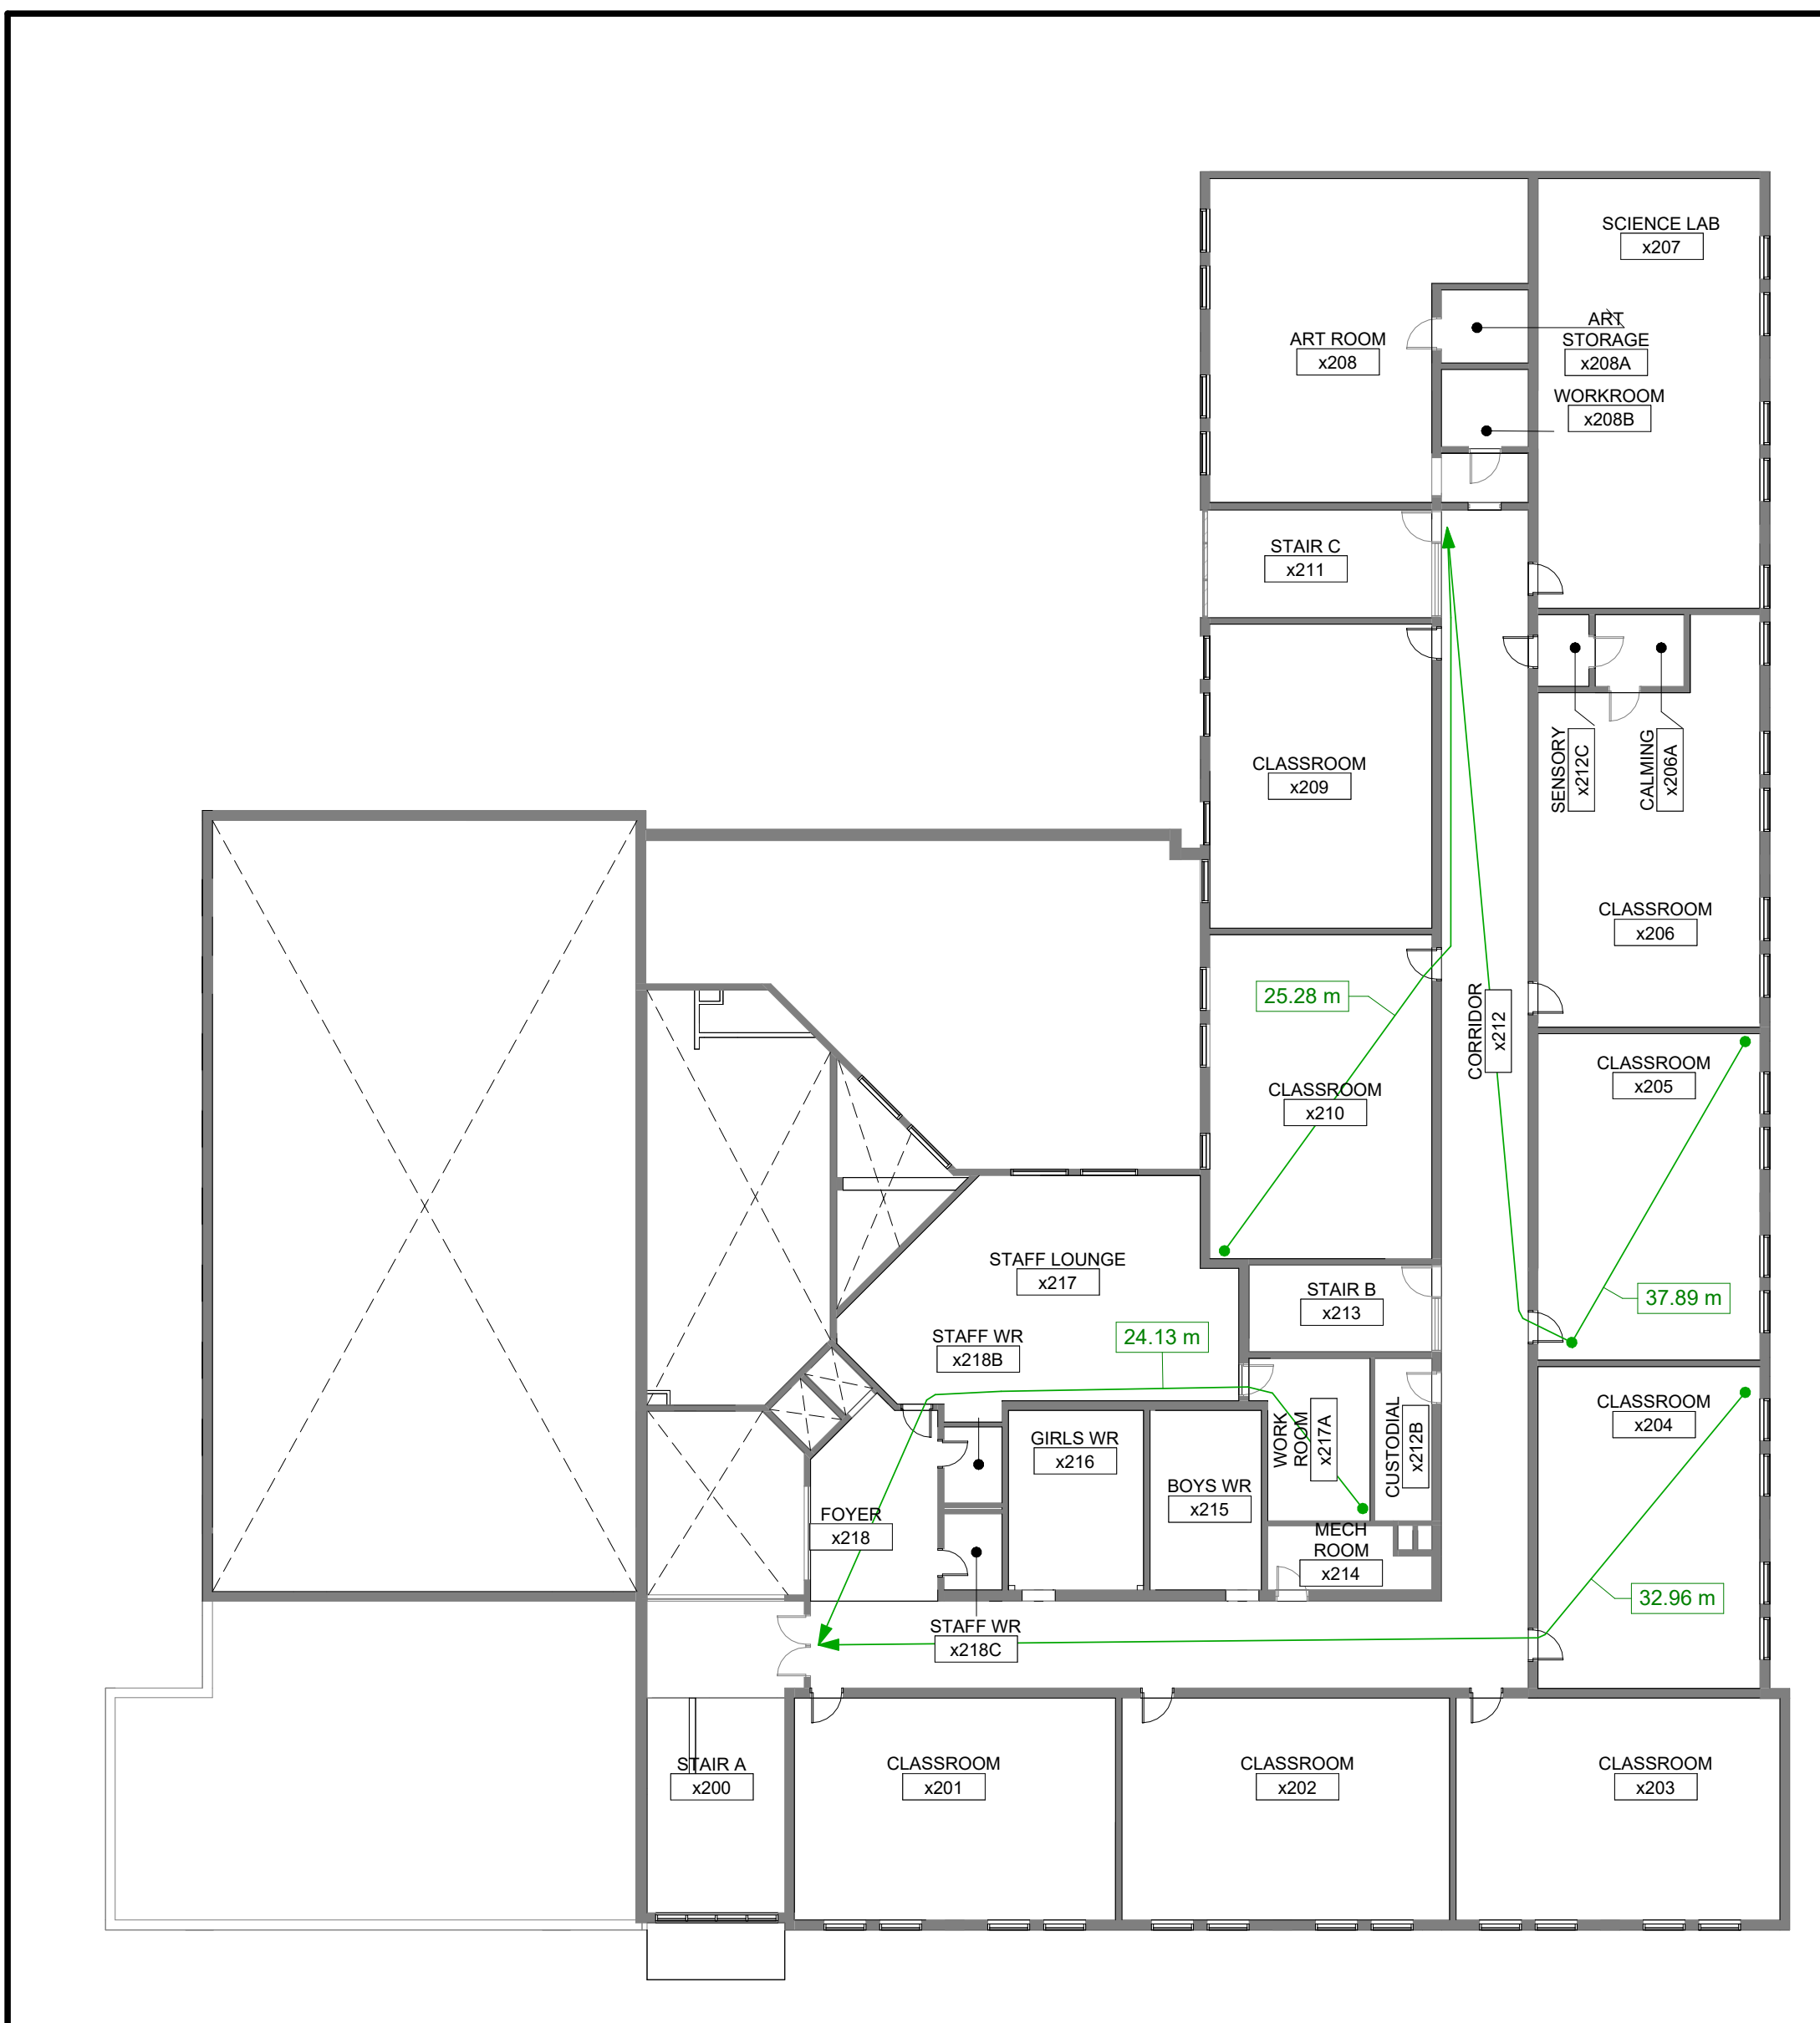 SCIENCE LAB
x207
ART
STORAGE
x208A
ART ROOM
x208
WORKROOM
x208B
STAIR C
x211
SENSORY
x212C
CALMING
x206A
CLASSROOM
x209
CLASSROOM
x206
25.28 m
CORRIDOR
x212
CLASSROOM
x205
CLASSROOM
x210
STAFF LOUNGE
x217
STAIR B
x213
37.89 m
STAFF WR
x218B
24.13 m
CLASSROOM
x204
GIRLS WR
x216
WORK
ROOM
x217A
CUSTODIAL
x212B
BOYS WR
x215
FOYER
x218
MECH
ROOM
x214
32.96 m
STAFF WR
x218C
STAIR A
x200
CLASSROOM
x201
CLASSROOM
x202
CLASSROOM
x203